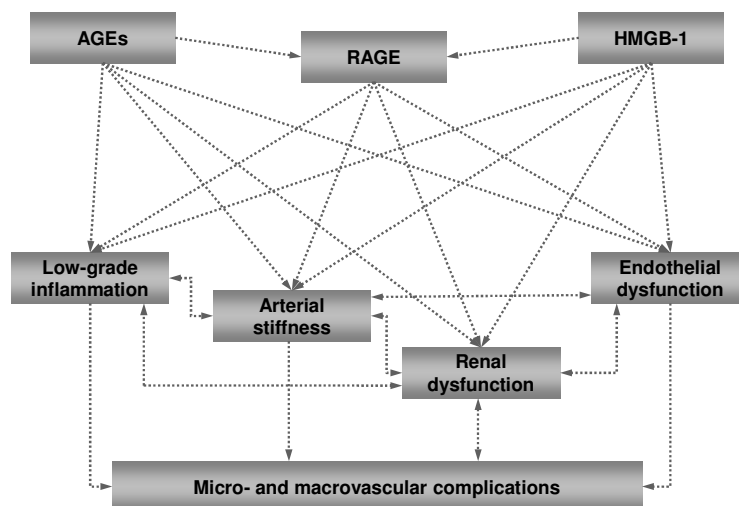 AGEs
RAGE
HMGB-1
Low-grade
inflammation
Endothelial
dysfunction
Arterial
stiffness
Renal
dysfunction
Micro- and macrovascular complications